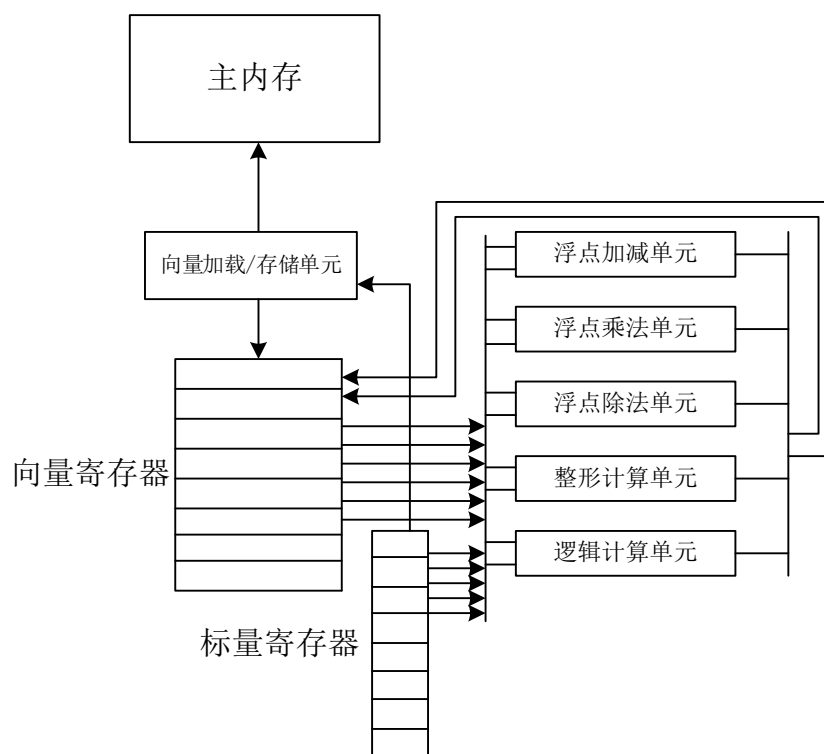 主内存
向量加载/存储单元
浮点加减单元
浮点乘法单元
浮点除法单元
向量寄存器
整形计算单元
逻辑计算单元
标量寄存器